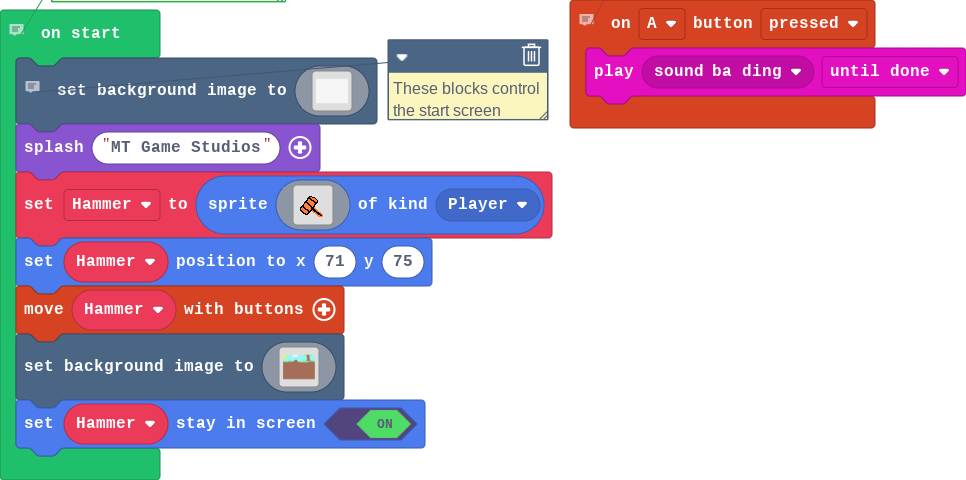 on start
set background image to
splash "MT Game Studios"
set Hammer to sprite of kind Player
set Hammer position to x 71 y 75
move Hammer with buttons
set background image to
set Hammer stay in screen ON
These blocks control
the start screen
on A button pressed
play sound ba ding until done